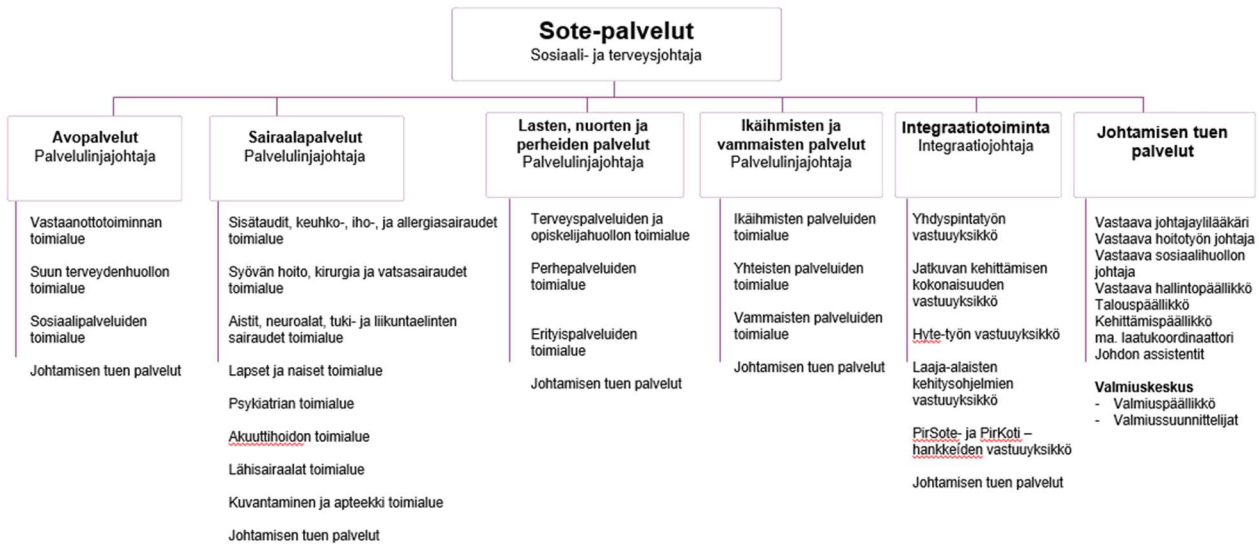 Sote-palvelut
Sosiaali- ja terveysjohtaja
Avopalvelut
Palvelulinjajohtaja
Vastaanottotoiminnan
toimialue
Suun terveydenhuollon
toimialue
Sosiaalipalveluiden
toimialue
Johtamisen tuen palvelut
Sairaalapalvelut
Palvelulinjajohtaja
Sisätaudit, keuhko-, iho-, ja allergiasairaudet
toimialue
Syövän hoito, kirurgia ja vatsasairaudet
toimialue
Aistit, neuroalat, tuki- ja liikuntaelinten
sairaudet toimialue
Lapset ja naiset toimialue
Psykiatrian toimialue
Akuuttihoidon toimialue
Lähisairaalat toimialue
Kuvantaminen ja apteekki toimialue
Johtamisen tuen palvelut
Lasten, nuorten ja
perheiden palvelut
Palvelulinjajohtaja
Terveyspalveluiden ja
opiskelijahuollon toimialue
Perhepalveluiden
toimialue
Erityispalveluiden
toimialue
Johtamisen tuen palvelut
Ikäihmisten ja
vammaisten palvelut
Palvelulinjajohtaja
Ikäihmisten palveluiden
toimialue
Yhteisten palveluiden
toimialue
Vammaisten palveluiden
toimialue
Johtamisen tuen palvelut
Integraatiotoiminta
Integraatiojohtaja
Yhdyspintatyön
vastuuyksikkö
Jatkuvan kehittämisen
kokonaisuuden
vastuuyksikkö
Hyte-työn vastuuyksikkö
Laaja-alaisten
kehitysohjelmien
vastuuyksikkö
PirSote- ja PirKoti –
hankkeiden vastuuyksikkö
Johtamisen tuen palvelut
Johtamisen tuen
palvelut
Vastaava johtajaylilääkäri
Vastaava hoitotyön johtaja
Vastaava sosiaalihuollon
johtaja
Vastaava hallintopäällikkö
Talouspäällikkö
Kehittämispäällikkö
ma. laatukoordinaattori
Johdon assistentit
Valmiuskeskus
- Valmiuspäällikkö
- Valmiussuunnittelijat